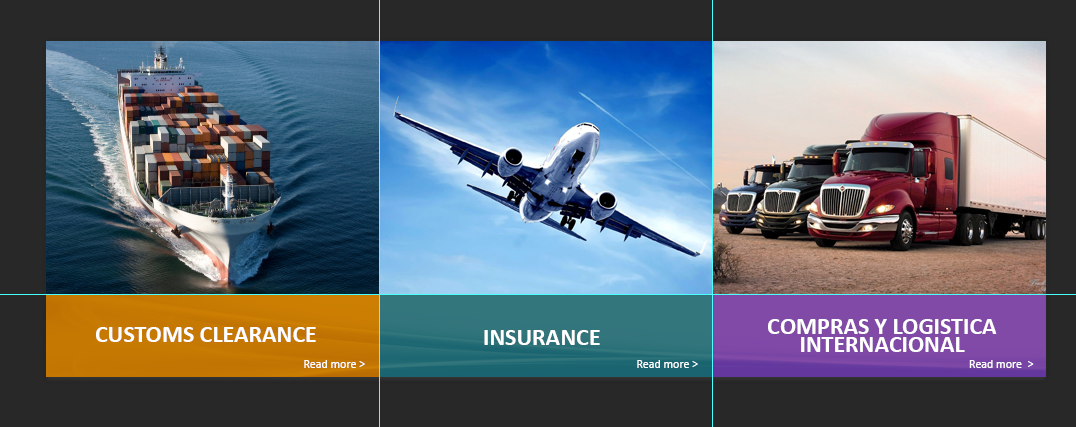 CUSTOMS CLEARANCE
Read more >
INSURANCE
Read more >
COMPRAS Y LOGISTICA
INTERNACIONAL
Read more >